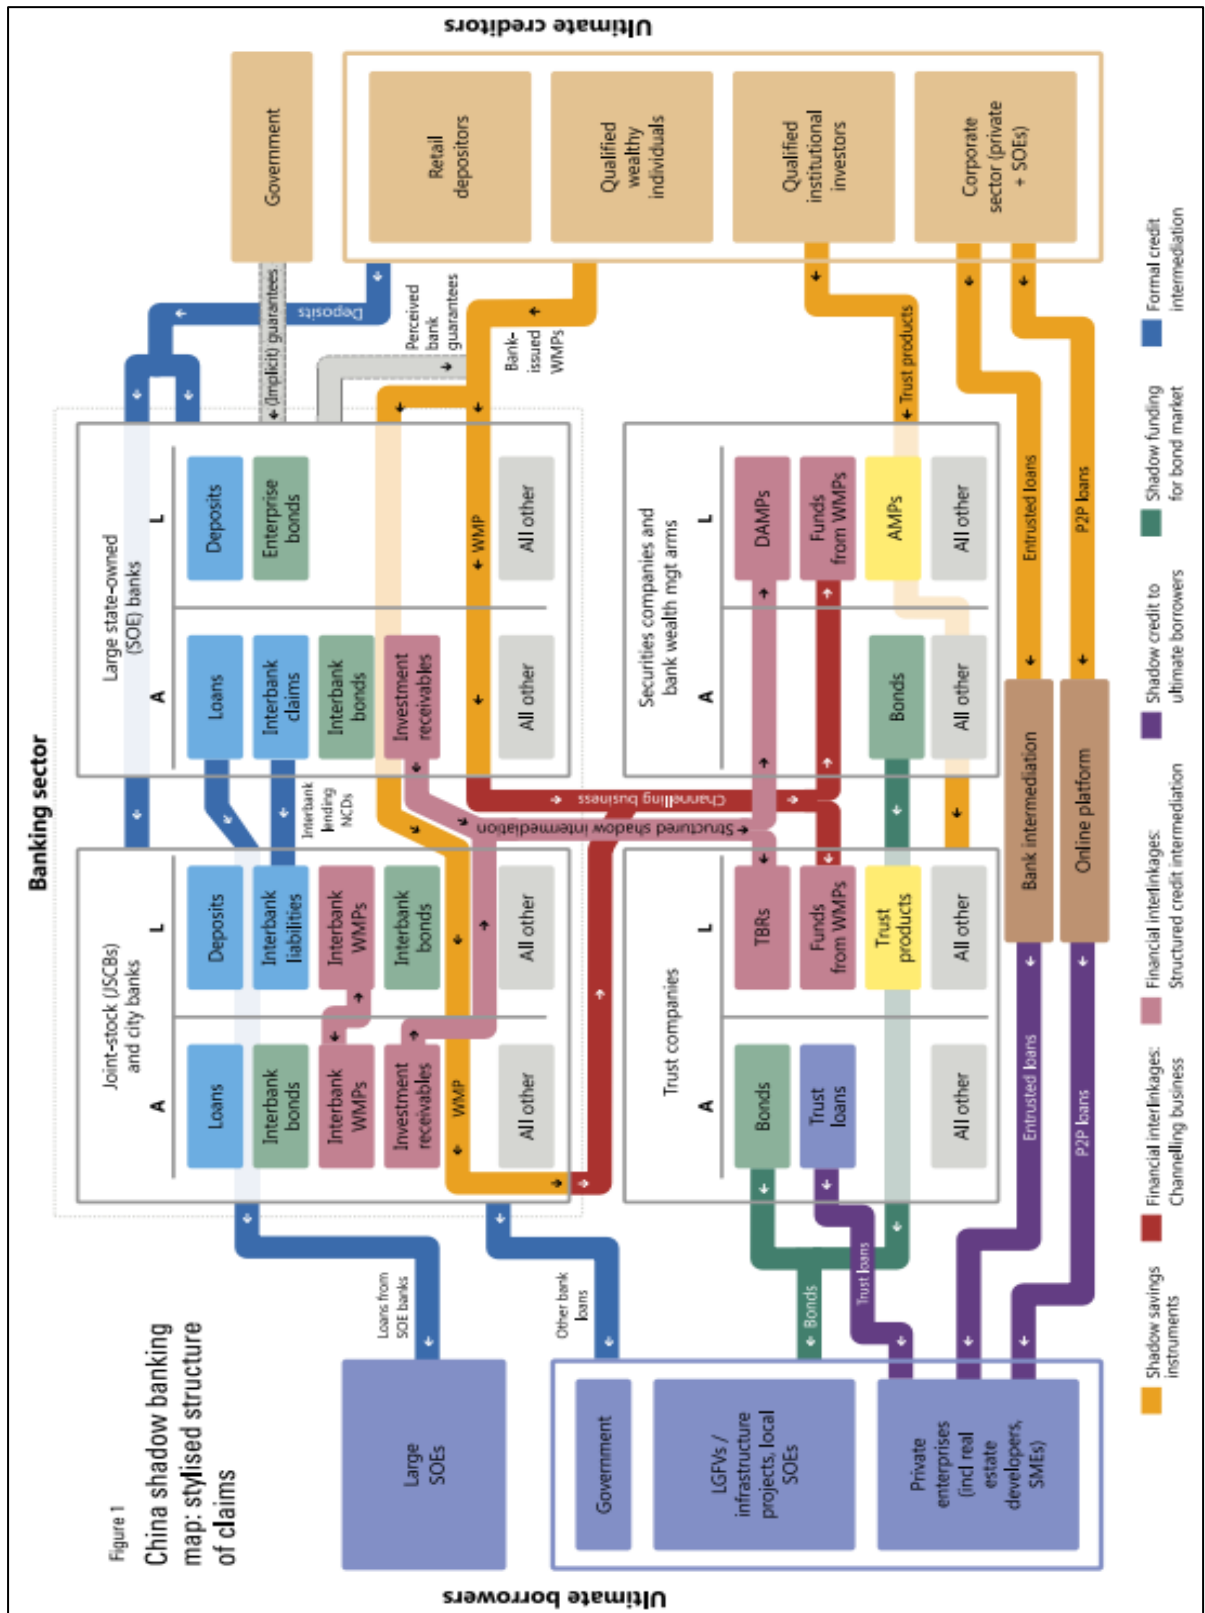 Figure 1
China shadow banking
map: stylised structure
of claims
Banking sector
Ultimate borrowers
Ultimate creditors
Large
SOEs
Government
LGFVs /
infrastructure
projects, local
SOEs
Private
enterprises
(incl real
estate
developers,
SMEs)
Loans from
SOE banks
Other bank
loans
Bonds
Trust loans
Entrusted loans
P2P loans
Joint-stock (JSCBs)
and city banks
A
L
Loans
Interbank
bonds
Interbank
WMPs
Investment
receivables
All other
Deposits
Interbank
liabilities
Interbank
WMPs
Interbank
bonds
All other
WMP
Interbank
lending
NCDs
Large state-owned
(SOE) banks
A
L
Loans
Interbank
claims
Interbank
bonds
Investment
receivables
All other
Deposits
Enterprise
bonds
All other
WMP
Structured shadow intermediation
Channelling business
Trust companies
A
L
Bonds
Trust
loans
All other
TBRs
Funds
from WMPs
Trust
products
All other
Securities companies and
bank wealth mgt arms
A
L
Bonds
All other
DAMPs
Funds
from WMPs
AMPs
All other
Bank intermediation
Online platform
Entrusted loans
P2P loans
Deposits
(Implicit) guarantees
Perceived
bank
guarantees
Bank-
issued
WMPs
Trust products
Government
Retail
depositors
Qualified
wealthy
individuals
Qualified
institutional
investors
Corporate
sector (private
+ SOEs)
Shadow savings
instruments
Financial interlinkages:
Channelling business
Financial interlinkages:
Structured credit intermediation
Shadow credit to
ultimate borrowers
Shadow funding
for bond market
Formal credit
intermediation